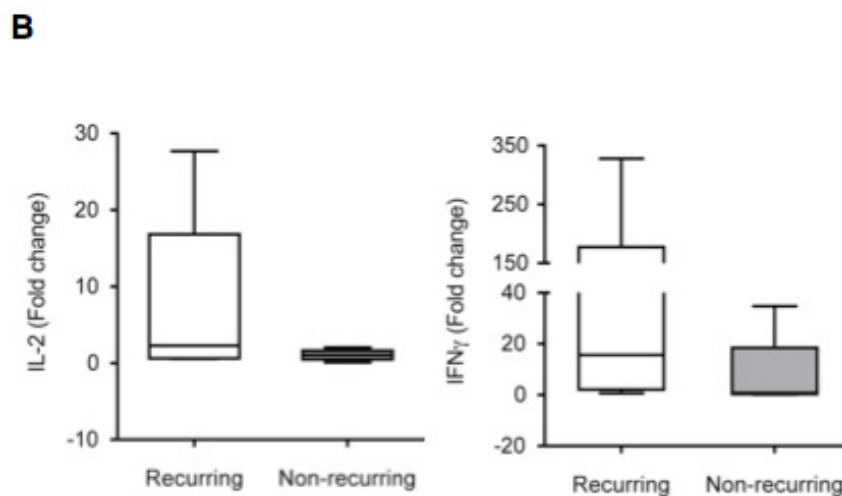 B
IL-2 (Fold change)
30
20
10
0
-10
Recurring Non-recurring
IFNγ (Fold change)
350
250
150
40
20
0
-20
Recurring Non-recurring